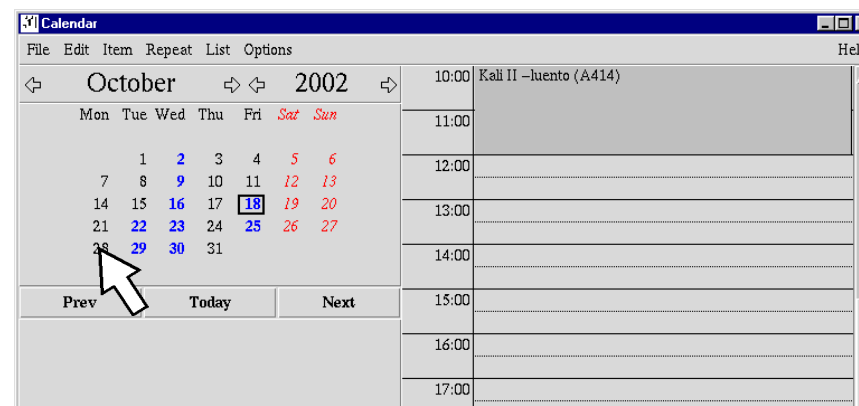 Calendar
File Edit Item Repeat List Options Hel
October 2002
Mon Tue Wed Thu Fri Sat Sun
1 2 3 4 5 6
7 8 9 10 11 12 13
14 15 16 17 18 19 20
21 22 23 24 25 26 27
28 29 30 31
Prev Today Next
10:00 Kali II –luento (A414)
11:00
12:00
13:00
14:00
15:00
16:00
17:00